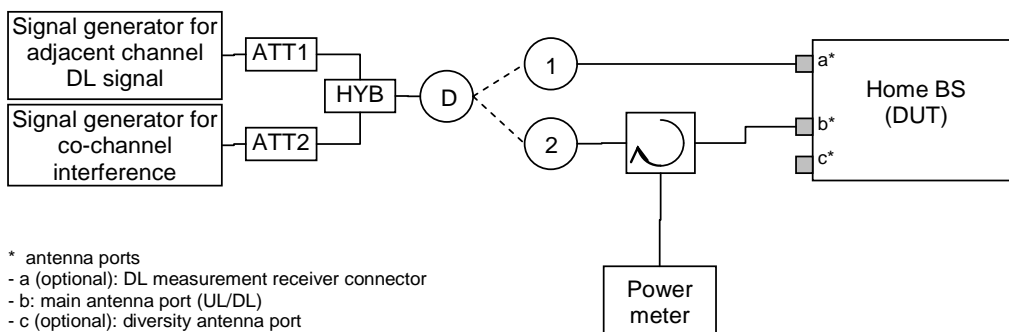 Signal generator for
adjacent channel
DL signal
ATT1
HYB
D
1
2
a*
b*
c*
Home BS
(DUT)
Signal generator for
co-channel
interference
ATT2
Power
meter
* antenna ports
- a (optional): DL measurement receiver connector
- b: main antenna port (UL/DL)
- c (optional): diversity antenna port